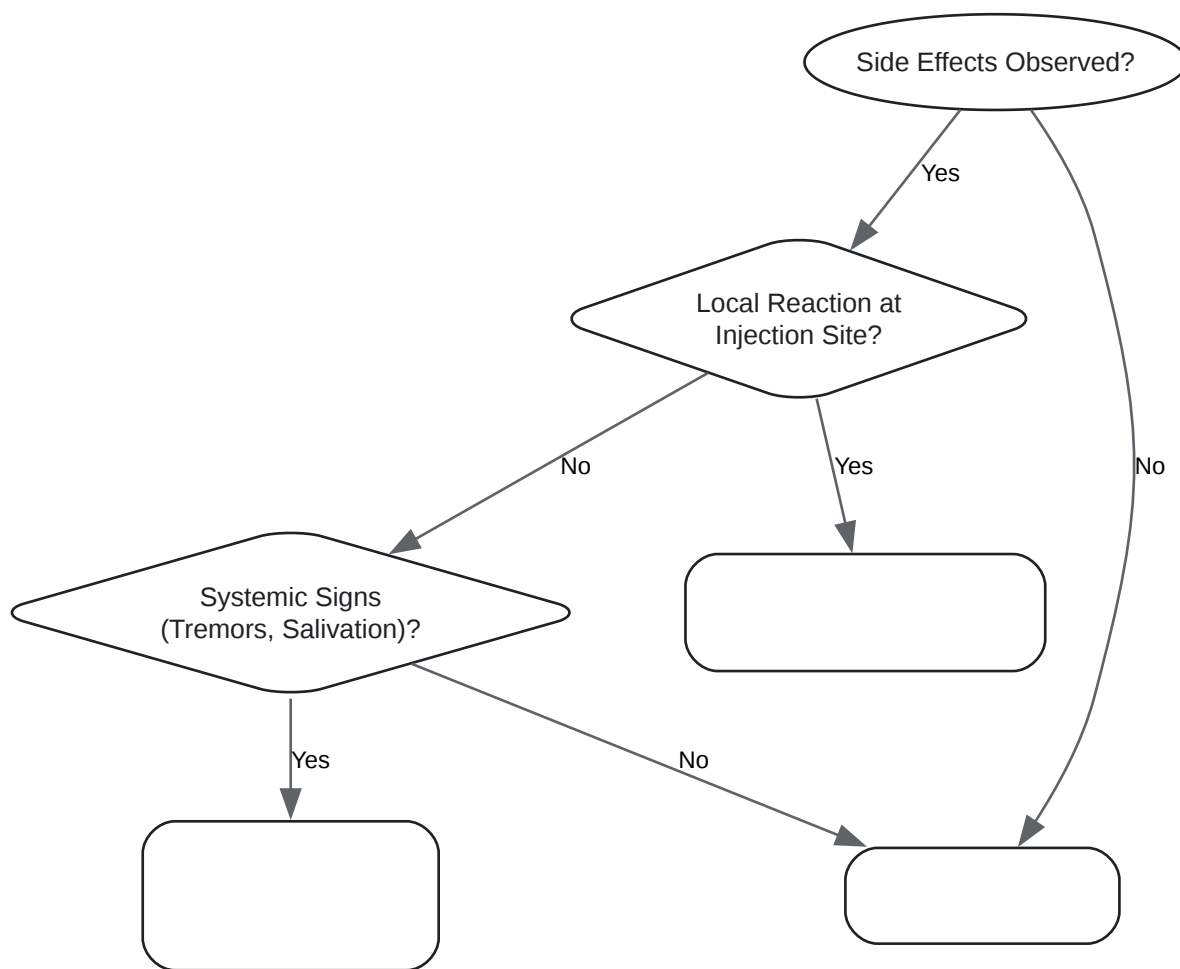 Side Effects Observed?
Yes
Local Reaction at
Injection Site?
No
Yes
No
Systemic Signs
(Tremors, Salivation)?
Yes
No